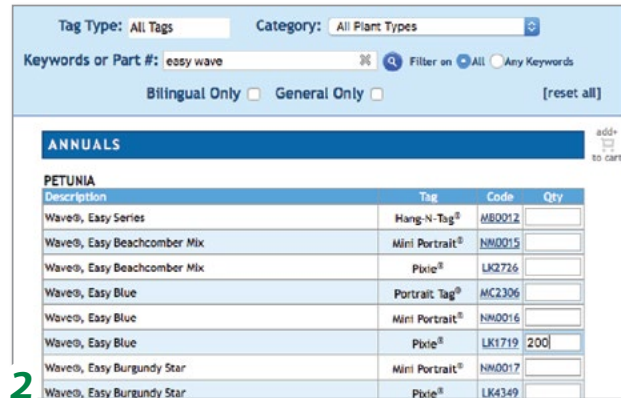 Tag Type: All Tags Category: All Plant Types
Keywords or Part #: easy wave Filter on All Any Keywords
Bilingual Only General Only [reset all]
ANNUALS
add+
to cart
PETUNIA
Description Tag Code Qty
Wave®, Easy Series Hang-N-Tag® MB0012
Wave®, Easy Beachcomber Mix Mini Portrait® NM0015
Wave®, Easy Beachcomber Mix Pixie® LK2726
Wave®, Easy Blue Portrait Tag® MC2306
Wave®, Easy Blue Mini Portrait® NM0016
Wave®, Easy Blue Pixie® LK1719 200
Wave®, Easy Burgundy Star Mini Portrait® NM0017
Wave®, Easy Burgundy Star Pixie® LK4349
2